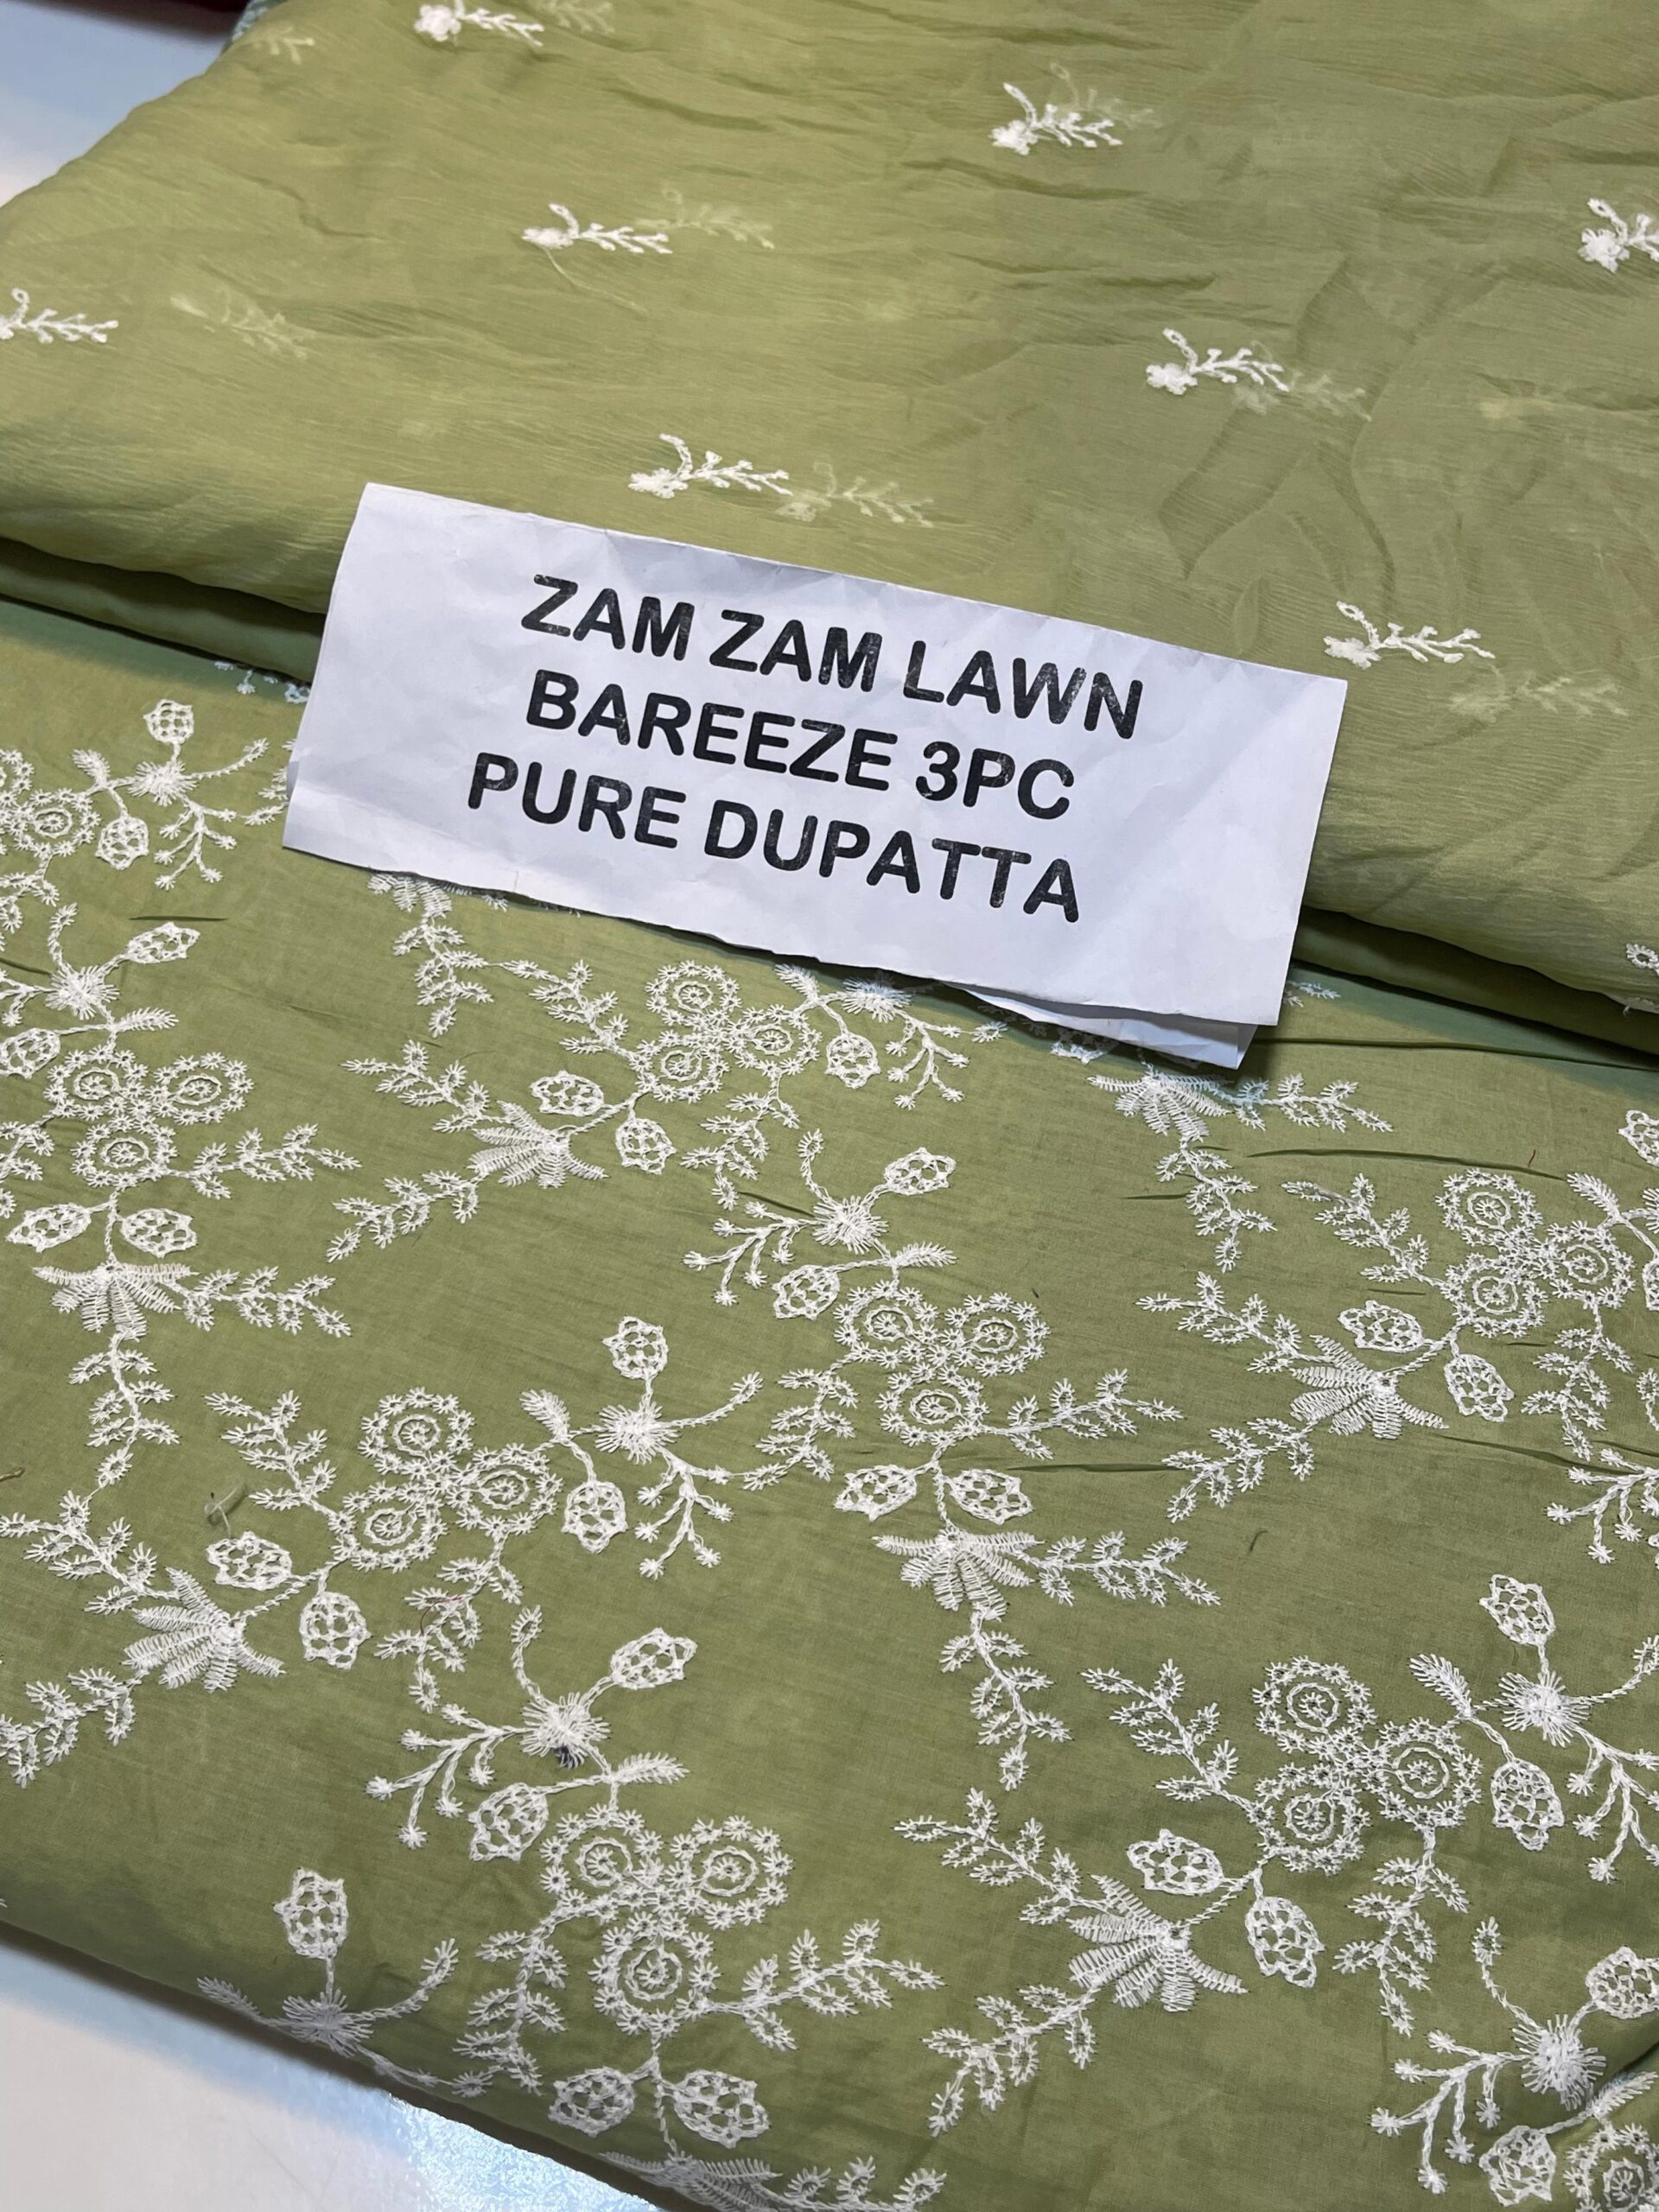 ZAM ZAM LAWN
BAREEZE 3PC
PURE DUPATTA